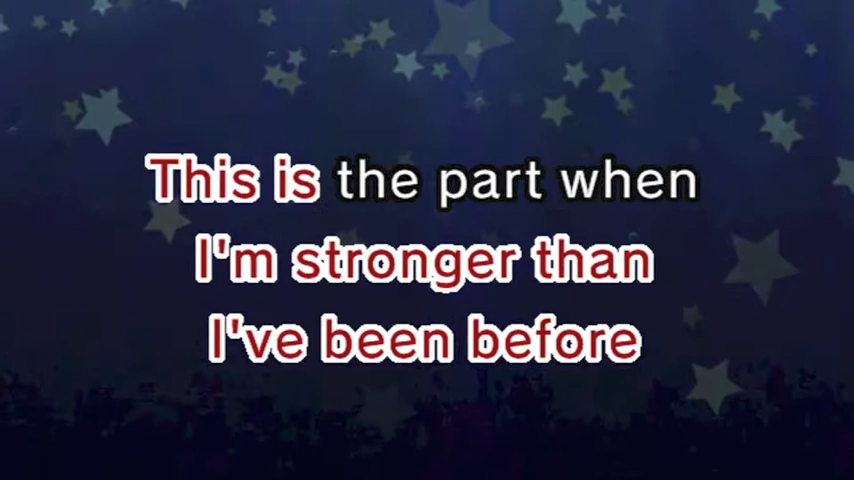 This is the part when
I'm stronger than
I've been before